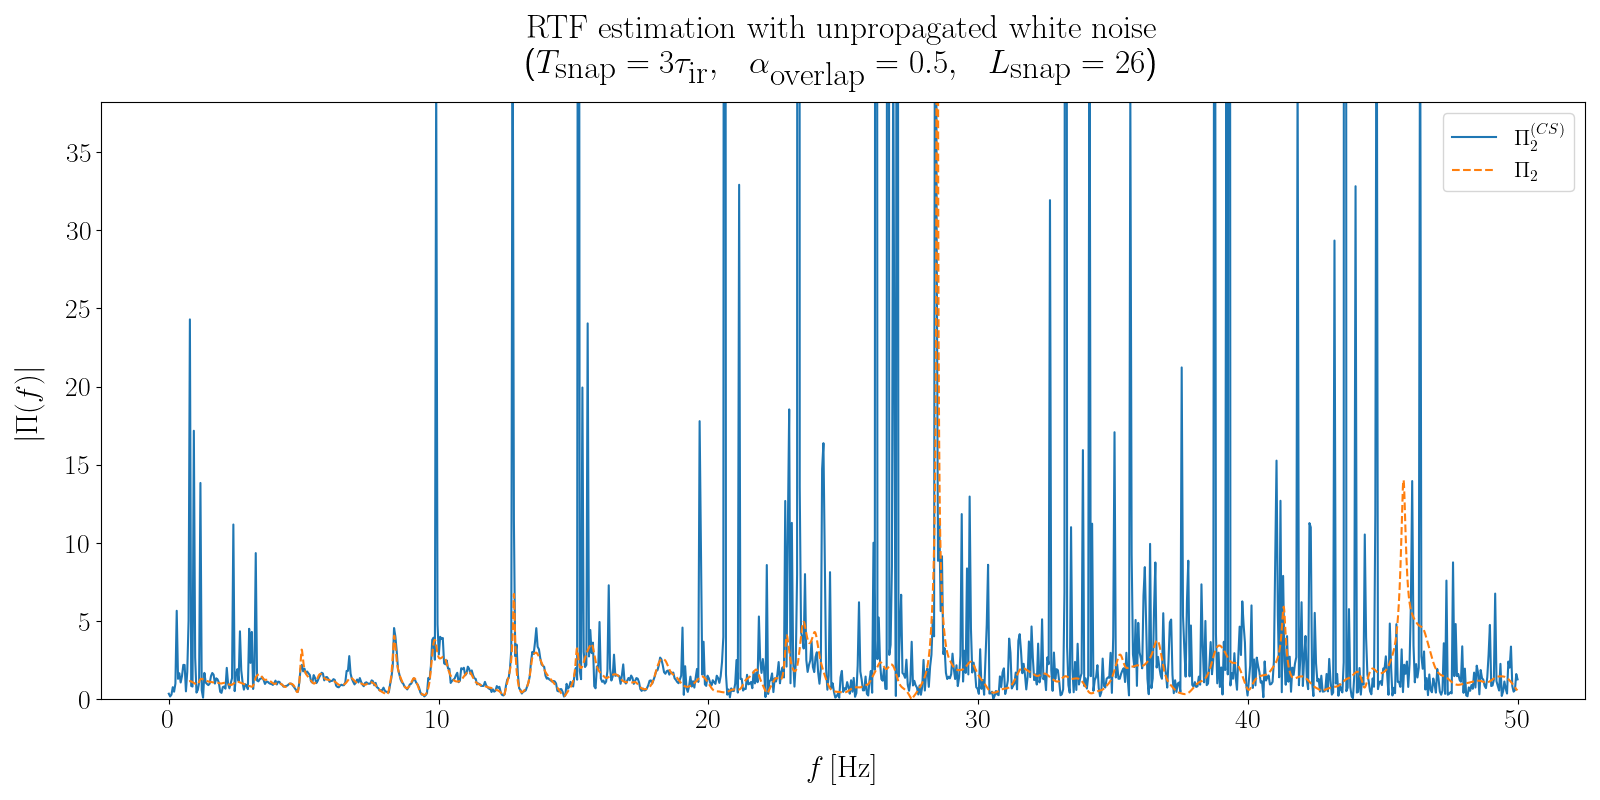 RTF estimation with unpropagated white noise
(T_snap = 3τ_ir, α_overlap = 0.5, L_snap = 26)
Π_2^(CS)
Π_2
|Π(f)|
35
30
25
20
15
10
5
0
0 10 20 30 40 50
f [Hz]